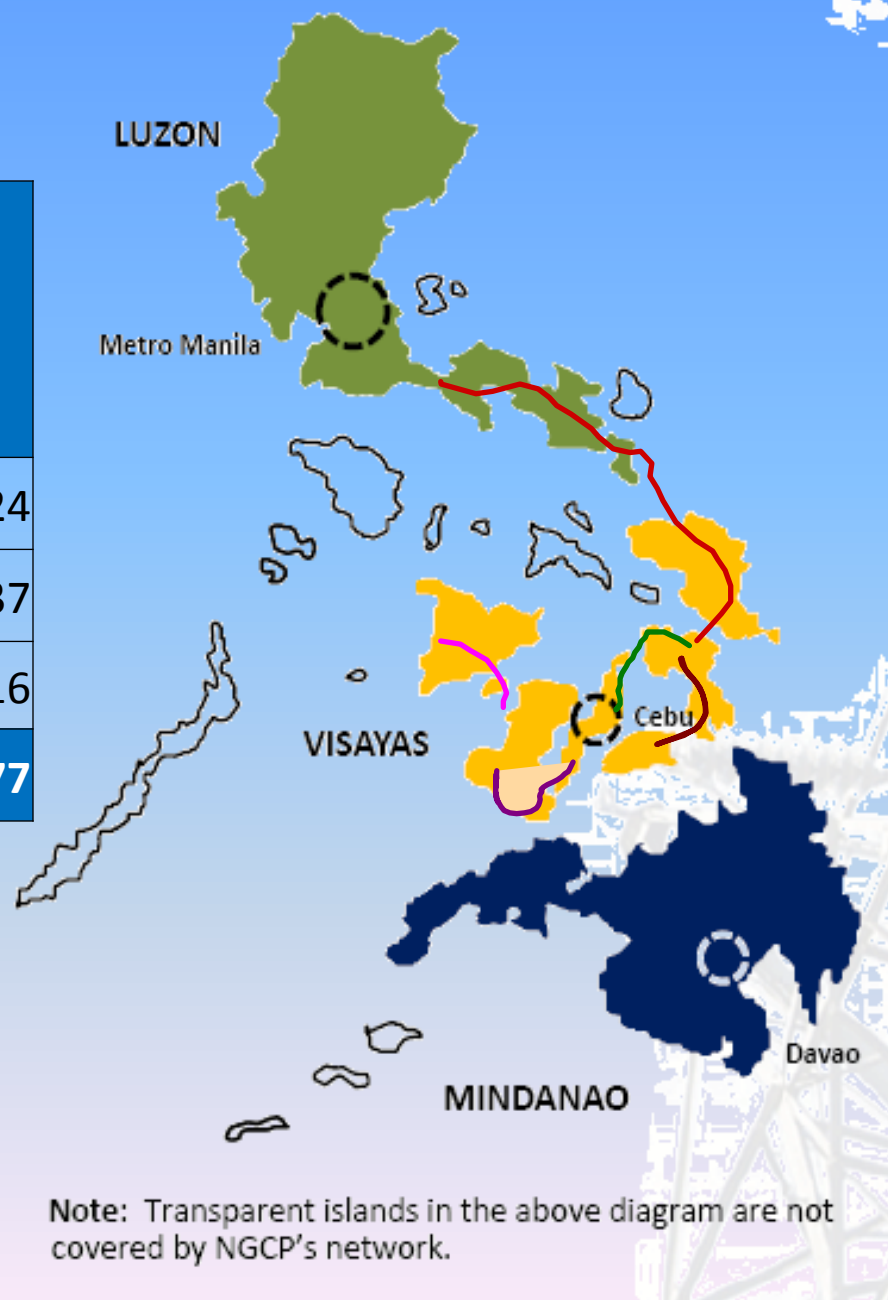 LUZON
Metro Manila
24
37
16
Cebu
VISAYAS
77
Davao
MINDANAO
Note: Transparent islands in the above diagram are not
covered by NGCP's network.